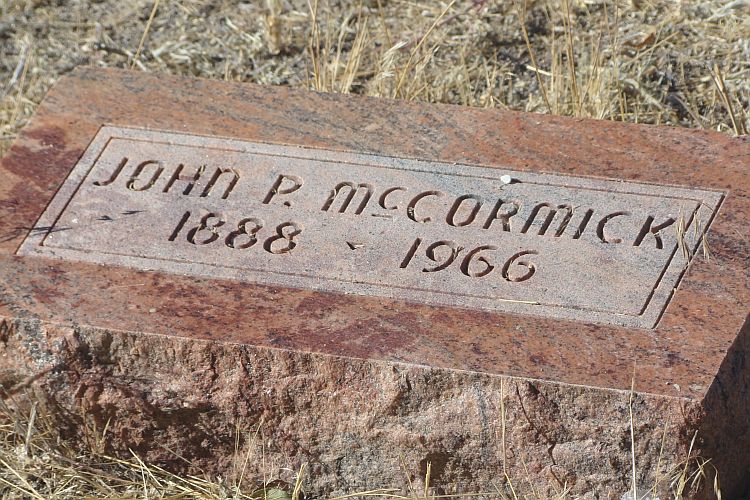 JOHN P. McCORMICK
1888 - 1966